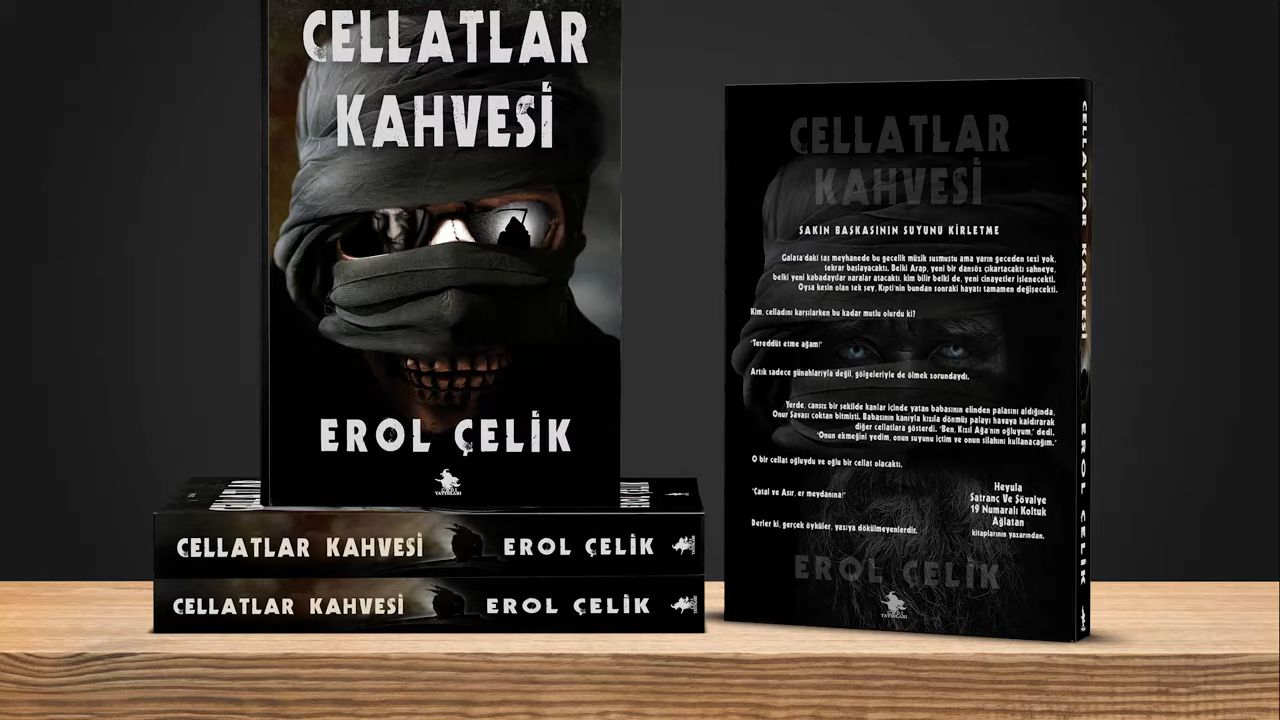 CELLATLAR
KAHVESİ
EROL ÇELİK
YAYINLARI
CELLATLAR KAHVESİ EROL ÇELİK
CELLATLAR KAHVESİ EROL ÇELİK
CELLATLAR
KAHVESİ
SAKIN BAŞKASININ SUYUNU KİRLETME
Galata'daki taş meyhanede bu gecelik müzik susmuştu ama yarın geceden tezi yok,
tekrar başlayacaktı. Belki Arap, yeni bir dansöz çıkartacaktı sahneye,
belki yeni kabadayılar naralar atacaktı, kim bilir belki de, yeni cinayetler işlenecekti.
Oysa kesin olan tek şey, Kıpti'nin bundan sonraki hayatı tamamen değişecekti.
Kim, celladını karşılarken bu kadar mutlu olurdu ki?
"Tereddüt etme ağam!"
Artık sadece günahlarıyla değil, gölgeleriyle de ölmek zorundaydı.
Yerde, cansız bir şekilde kanlar içinde yatan babasının elinden palasını aldığında,
Onur Savaşı çoktan bitmişti. Babasının kanıyla kızıla dönmüş palayı havaya kaldırarak
diğer cellatlara gösterdi. "Ben, Kızıl Ağa'nın oğluyum," dedi.
"Onun ekmeğini yedim, onun suyunu içtim ve onun silahını kullanacağım."
O bir cellat oğluydu ve oğlu bir cellat olacaktı.
"Çatal ve Asır, er meydanına!"
Derler ki, gerçek öyküler, yazıya dökülmeyenlerdir.
Heyula
Satranç Ve Şövalye
19 Numaralı Koltuk
Ağlatan
kitaplarının yazarından.
EROL ÇELİK
YAYINLARI
CELLATLAR KAHVESİ EROL ÇELİK